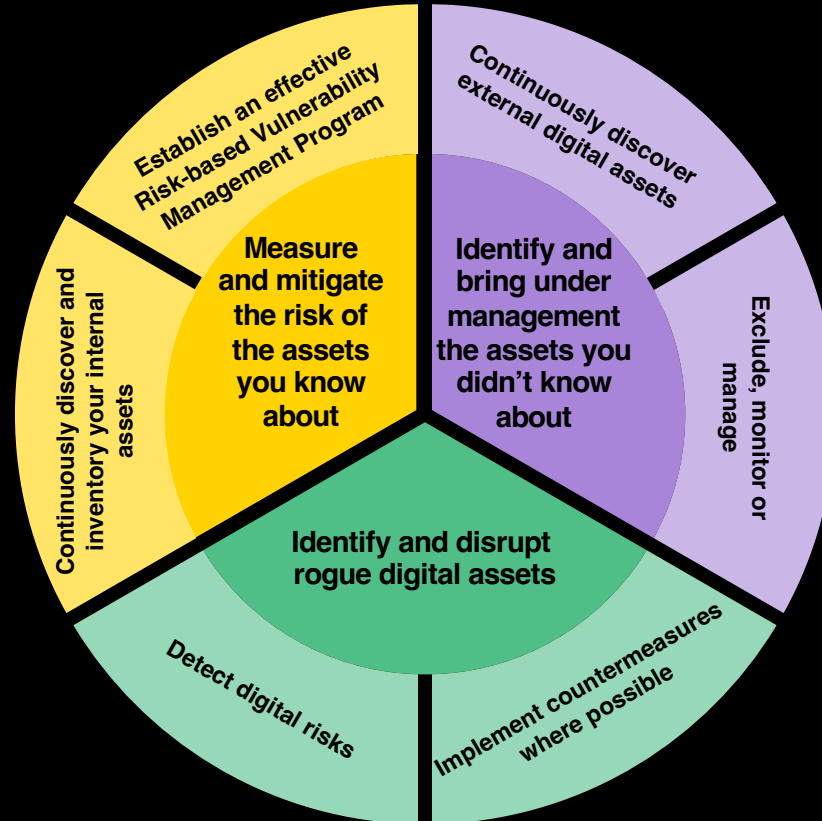 Establish an effective
Risk-based Vulnerability
Management Program
Continuously discover
external digital assets
Measure
and mitigate
the risk of
the assets
you know
about
Identify and
bring under
management
the assets you
didn’t know
about
Continuously discover and
inventory your internal
assets
Exclude, monitor or
manage
Identify and disrupt
rogue digital assets
Detect digital risks
Implement countermeasures
where possible